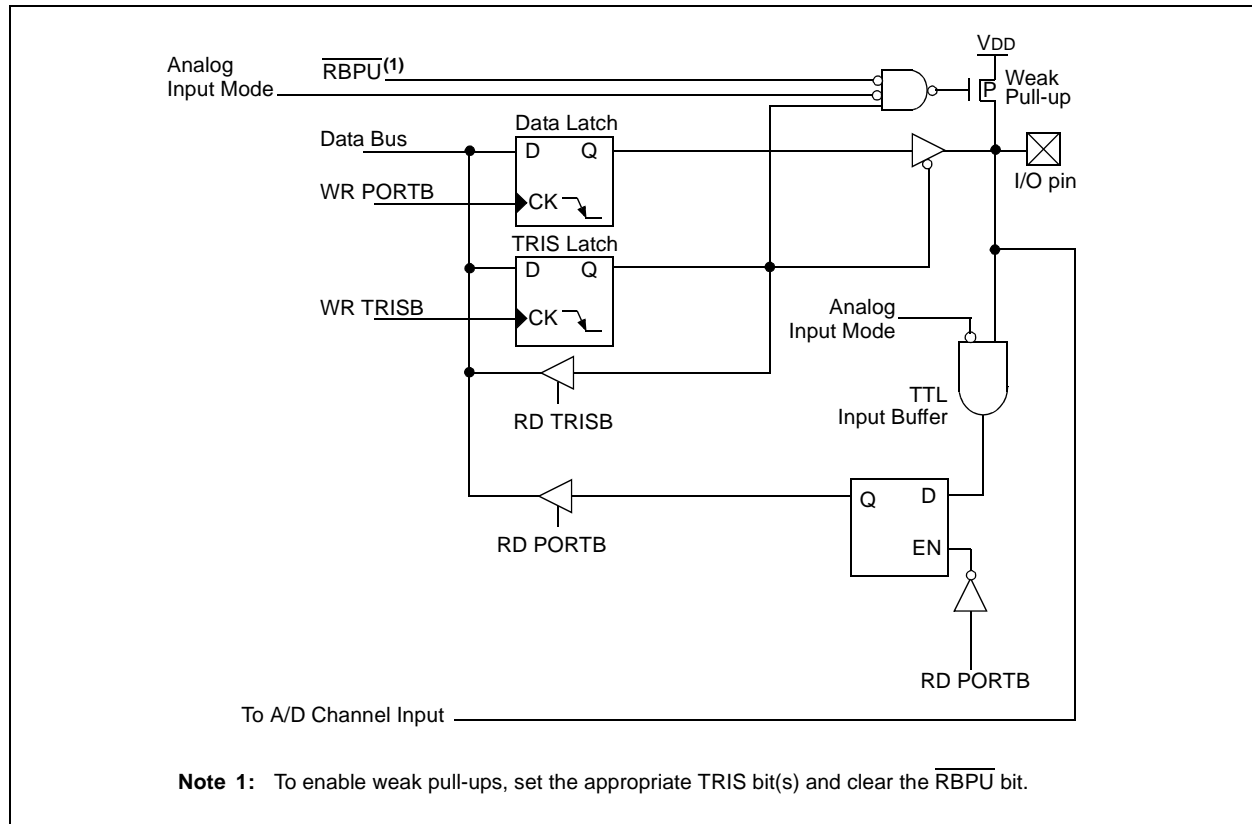 VDD
Analog
Input Mode
RBPU(1)
Weak
Pull-up
P
Data Bus
Data Latch
D Q
I/O pin
WR PORTB
CK
TRIS Latch
D Q
WR TRISB
CK
Analog
Input Mode
TTL
Input Buffer
RD TRISB
Q D
EN
RD PORTB
RD PORTB
To A/D Channel Input
Note 1: To enable weak pull-ups, set the appropriate TRIS bit(s) and clear the RBPU bit.